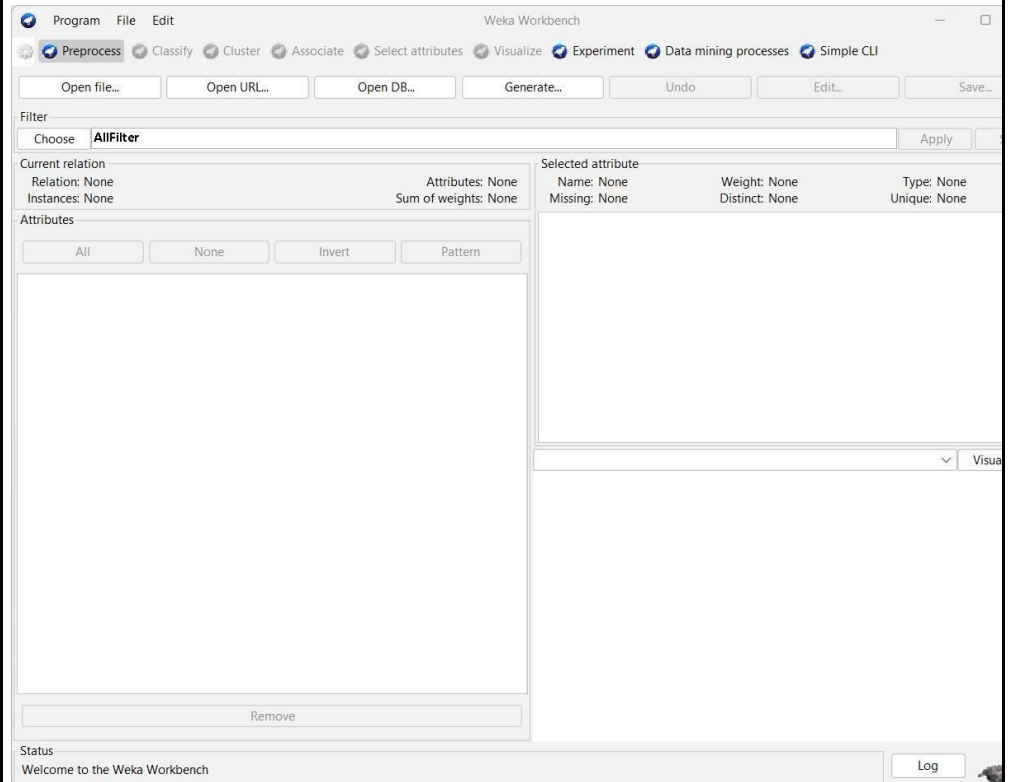 Program File Edit Weka Workbench
Preprocess Classify Cluster Associate Select attributes Visualize Experiment Data mining processes Simple CLI
Open file... Open URL... Open DB... Generate... Undo Edit... Save...
Filter
Choose AllFilter Apply
Current relation
Relation: None Attributes: None
Instances: None Sum of weights: None
Selected attribute
Name: None Weight: None Type: None
Missing: None Distinct: None Unique: None
Attributes
All None Invert Pattern
Visua
Remove
Status
Welcome to the Weka Workbench
Log